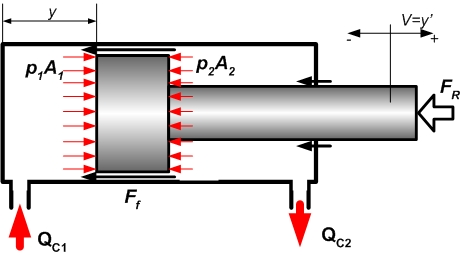 y
V=y'
- +
p1A1
p2A2
FR
Ff
QC1
QC2